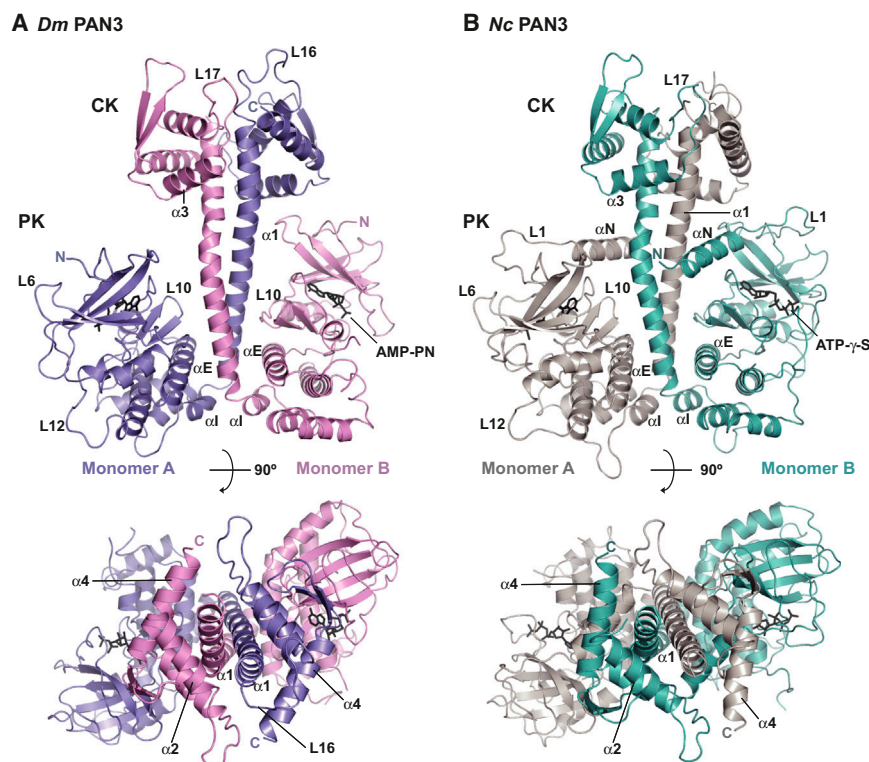 A Dm PAN3
L16
L17
CK
C
α3
PK
α1
N
N
L6
L10
L10
AMP-PN
αE
αE
L12
αI
αI
Monomer A
90º
Monomer B
C
α4
α1
α1
α4
α2
C
L16
B Nc PAN3
L17
CK
α3
α1
PK
L1
αN
αN
L1
N
L6
L10
ATP-γ-S
αE
αE
L12
αI
αI
Monomer A
90º
Monomer B
C
α4
α1
α4
α2
C